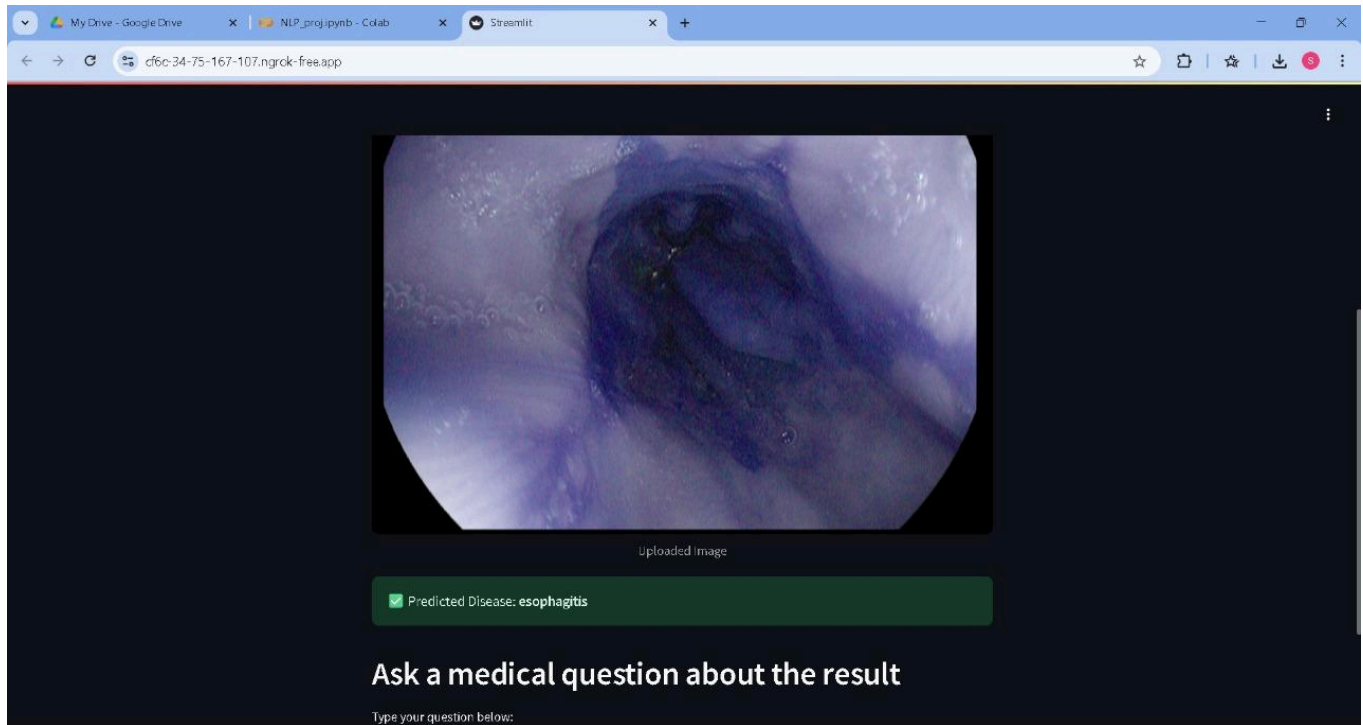 My Drive - Google Drive
NLP_proj.ipynb - Colab
Streamlit
cf6c-34-75-167-107.ngrok-free.app
S
Uploaded Image
Predicted Disease: esophagitis
Ask a medical question about the result
Type your question below: